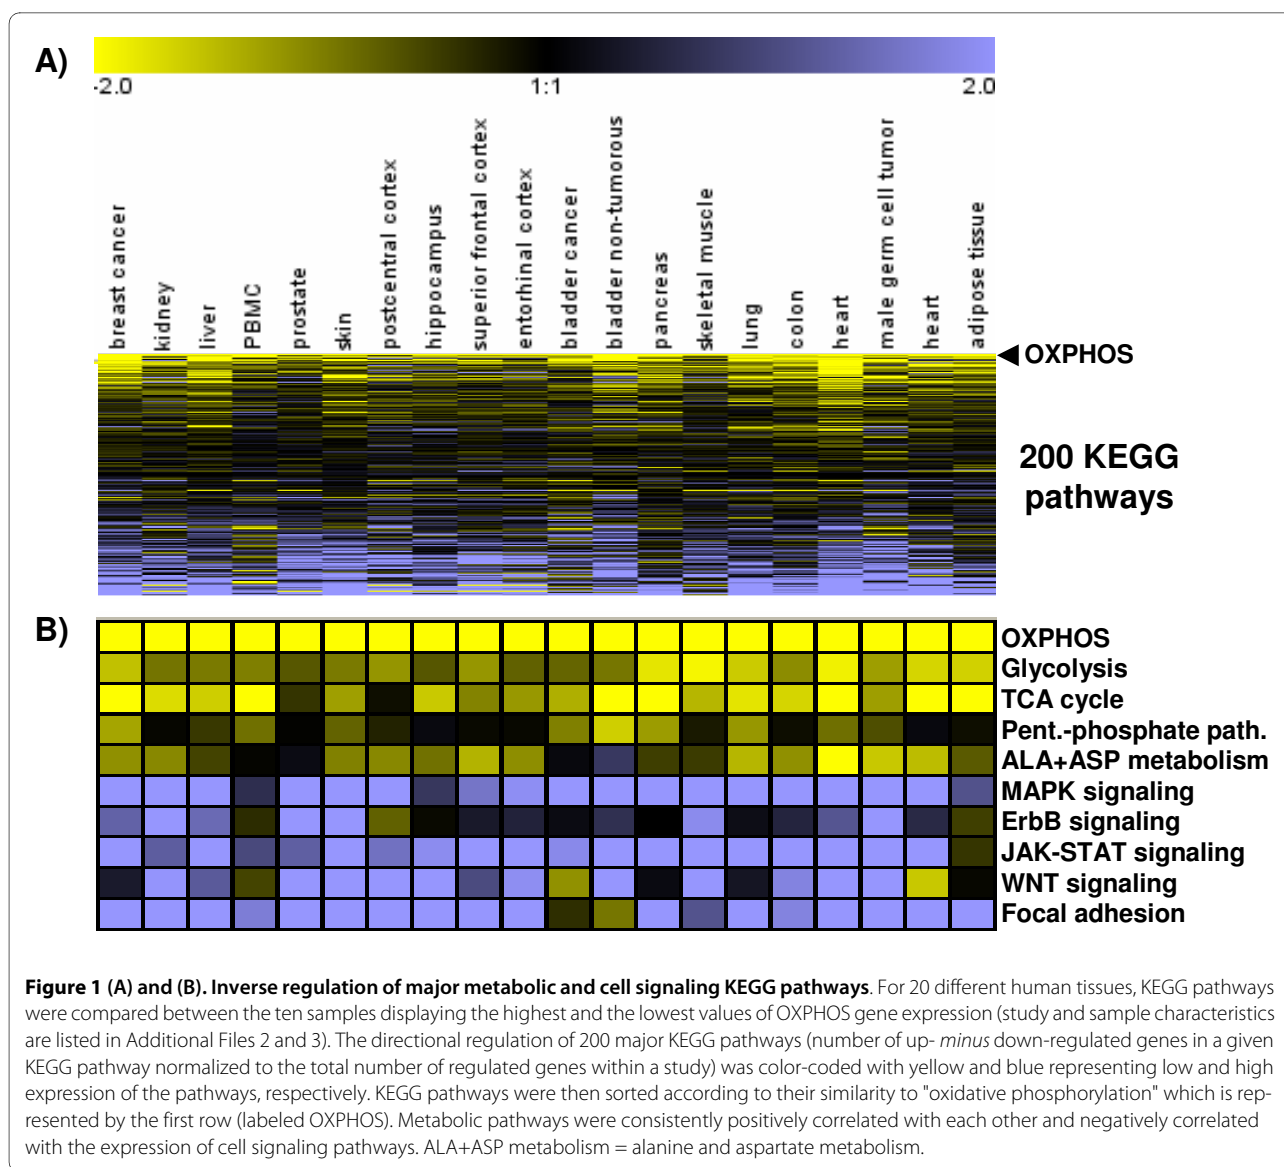 A)
-2.0 1:1 2.0
breast cancer
kidney
liver
PBMC
prostate
skin
postcentral cortex
hippocampus
superior frontal cortex
entorhinal cortex
bladder cancer
bladder non-tumorous
pancreas
skeletal muscle
lung
colon
heart
male germ cell tumor
heart
adipose tissue
OXPHOS
200 KEGG
pathways
B)
OXPHOS
Glycolysis
TCA cycle
Pent.-phosphate path.
ALA+ASP metabolism
MAPK signaling
ErbB signaling
JAK-STAT signaling
WNT signaling
Focal adhesion
Figure 1 (A) and (B). Inverse regulation of major metabolic and cell signaling KEGG pathways. For 20 different human tissues, KEGG pathways
were compared between the ten samples displaying the highest and the lowest values of OXPHOS gene expression (study and sample characteristics
are listed in Additional Files 2 and 3). The directional regulation of 200 major KEGG pathways (number of up- minus down-regulated genes in a given
KEGG pathway normalized to the total number of regulated genes within a study) was color-coded with yellow and blue representing low and high
expression of the pathways, respectively. KEGG pathways were then sorted according to their similarity to "oxidative phosphorylation" which is rep-
resented by the first row (labeled OXPHOS). Metabolic pathways were consistently positively correlated with each other and negatively correlated
with the expression of cell signaling pathways. ALA+ASP metabolism = alanine and aspartate metabolism.